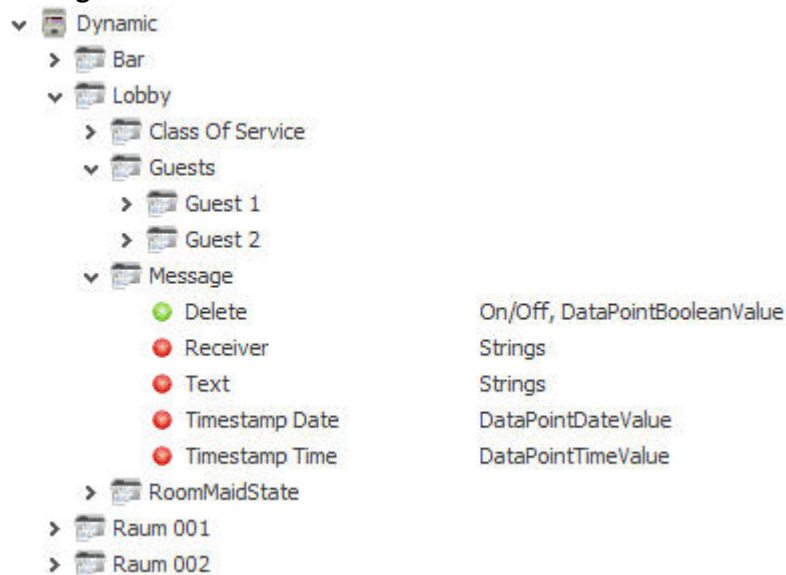 Dynamic
Bar
Lobby
Class Of Service
Guests
Guest 1
Guest 2
Message
Delete On/Off, DataPointBooleanValue
Receiver Strings
Text Strings
Timestamp Date DataPointDateValue
Timestamp Time DataPointTimeValue
RoomMaidState
Raum 001
Raum 002